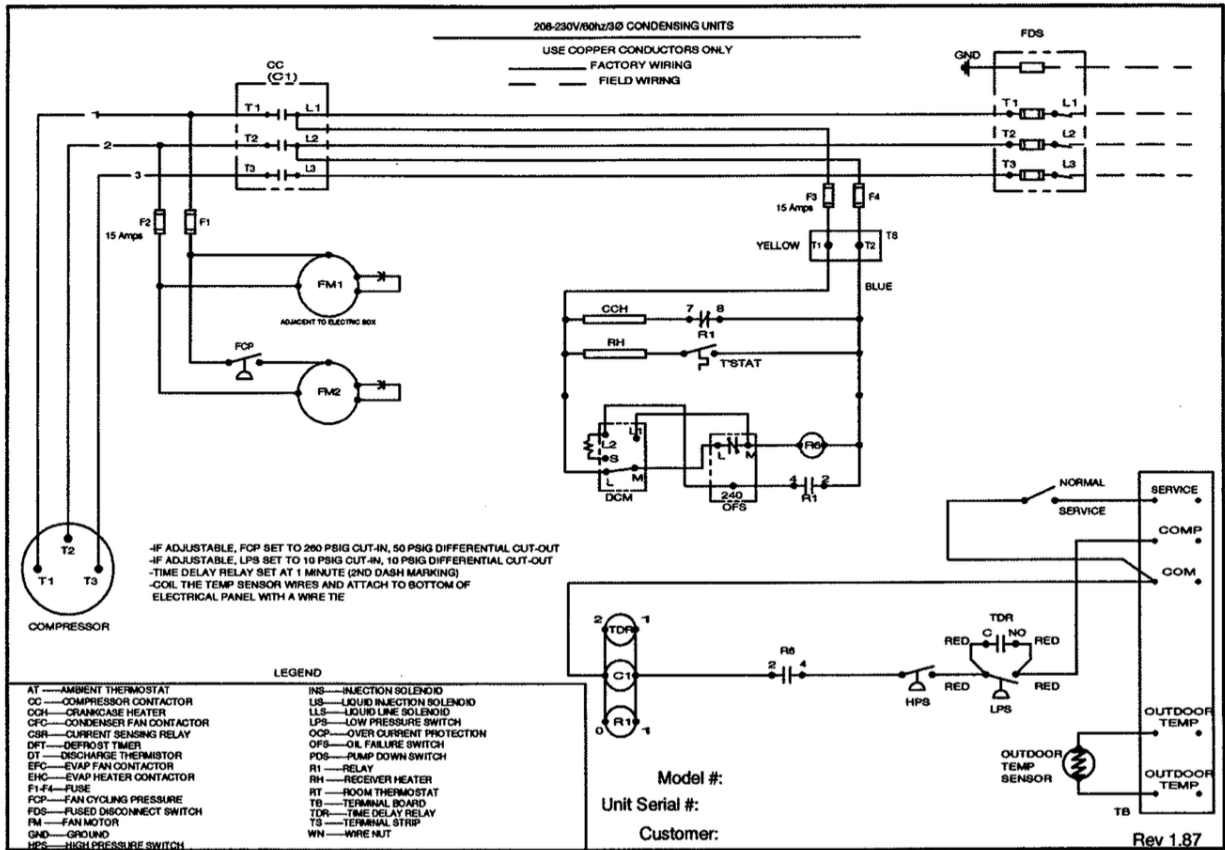 208-230V/60hz/3Ø CONDENSING UNITS
USE COPPER CONDUCTORS ONLY
FACTORY WIRING
FIELD WIRING
FDS
GND
CC
(C1)
T1 L1
T2 L2
T3 L3
T1 L1
T2 L2
T3 L3
1
2
3
F2 F1
15 Amps
F3 F4
15 Amps
TS
YELLOW T1 T2
BLUE
FM1
ADJACENT TO ELECTRIC BOX
FCP
FM2
CCH 7 8
R1
RH
T'STAT
L2 L1
S
L M
DCM
L M
240
OFS
R6
4 2
R1
NORMAL
SERVICE
SERVICE
COMP
COM
T2
T1 T3
COMPRESSOR
-IF ADJUSTABLE, FCP SET TO 260 PSIG CUT-IN, 50 PSIG DIFFERENTIAL CUT-OUT
-IF ADJUSTABLE, LPS SET TO 10 PSIG CUT-IN, 10 PSIG DIFFERENTIAL CUT-OUT
-TIME DELAY RELAY SET AT 1 MINUTE (2ND DASH MARKING)
-COIL THE TEMP SENSOR WIRES AND ATTACH TO BOTTOM OF
ELECTRICAL PANEL WITH A WIRE TIE
2 TDR 1
C1
0 R1 1
R6
2 4
HPS
TDR
RED C NO RED
RED RED
LPS
OUTDOOR
TEMP
OUTDOOR
TEMP
SENSOR
OUTDOOR
TEMP
TB
LEGEND
AT ----AMBIENT THERMOSTAT
CC ----COMPRESSOR CONTACTOR
CCH----CRANKCASE HEATER
CFC----CONDENSER FAN CONTACTOR
CSR----CURRENT SENSING RELAY
DFT----DEFROST TIMER
DT ----DISCHARGE THERMISTOR
EFC----EVAP FAN CONTACTOR
EHC----EVAP HEATER CONTACTOR
F1-F4----FUSE
FCP----FAN CYCLING PRESSURE
FDS----FUSED DISCONNECT SWITCH
FM ----FAN MOTOR
GND----GROUND
HPS----HIGH PRESSURE SWITCH
INS----INJECTION SOLENOID
LIS----LIQUID INJECTION SOLENOID
LLS----LIQUID LINE SOLENOID
LPS----LOW PRESSURE SWITCH
OCP----OVER CURRENT PROTECTION
OFS----OIL FAILURE SWITCH
PDS----PUMP DOWN SWITCH
R1 ----RELAY
RH ----RECEIVER HEATER
RT ----ROOM THERMOSTAT
TB ----TERMINAL BOARD
TDR----TIME DELAY RELAY
TS ----TERMINAL STRIP
WN ----WIRE NUT
Model #:
Unit Serial #:
Customer:
Rev 1.87